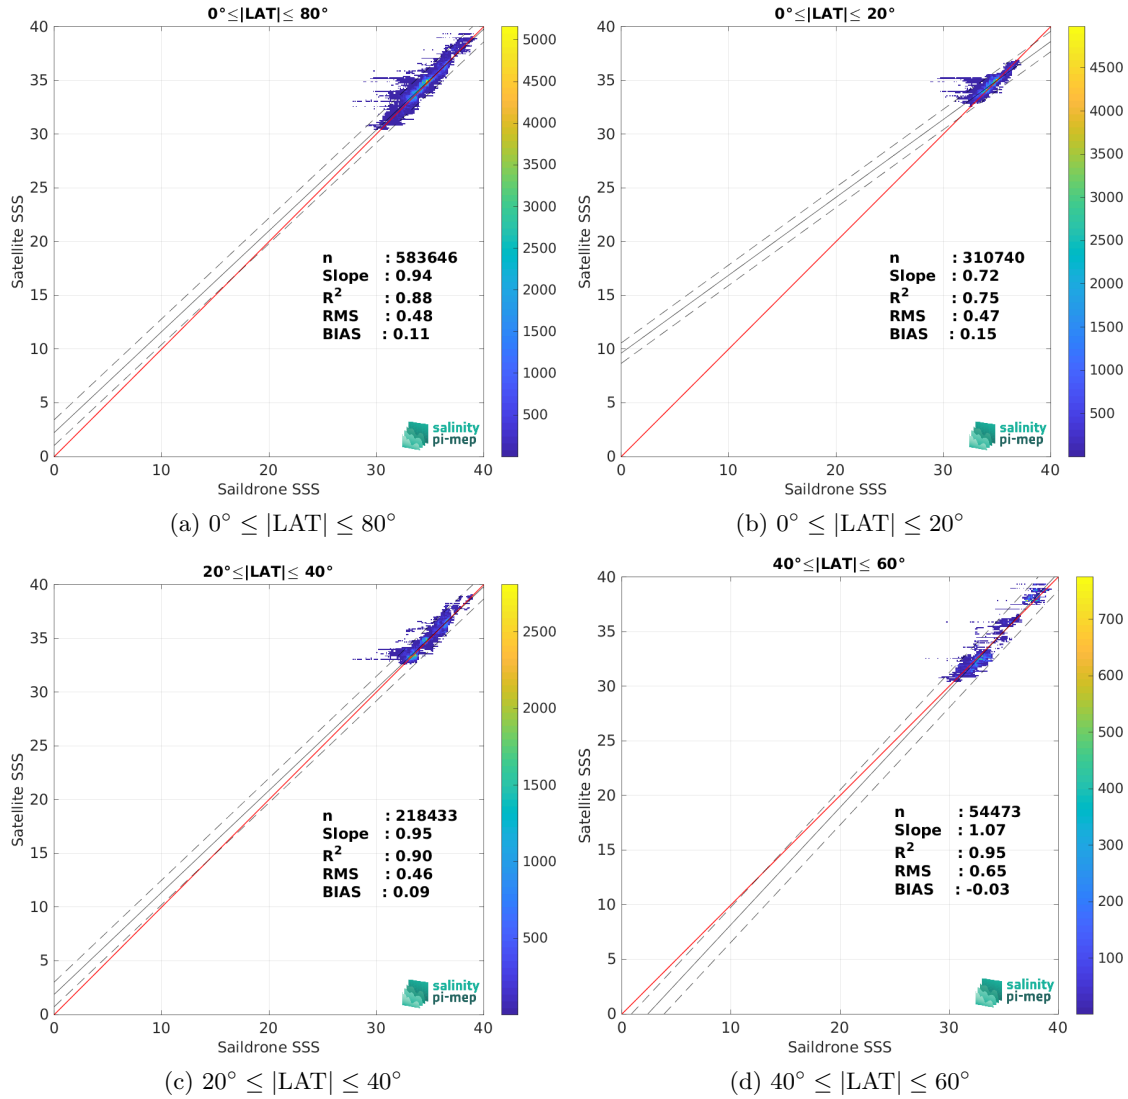 0°≤|LAT|≤ 80°
40
35
30
25
20
15
10
5
0
0
10
20
30
40
Satellite SSS
Saildrone SSS
n : 583646
Slope : 0.94
R² : 0.88
RMS : 0.48
BIAS : 0.11
salinity
pi-mep
5000
4500
4000
3500
3000
2500
2000
1500
1000
500
(a) 0° ≤ |LAT| ≤ 80°
0°≤|LAT|≤ 20°
40
35
30
25
20
15
10
5
0
0
10
20
30
40
Satellite SSS
Saildrone SSS
n : 310740
Slope : 0.72
R² : 0.75
RMS : 0.47
BIAS : 0.15
salinity
pi-mep
4500
4000
3500
3000
2500
2000
1500
1000
500
(b) 0° ≤ |LAT| ≤ 20°
20°≤|LAT|≤ 40°
40
35
30
25
20
15
10
5
0
0
10
20
30
40
Satellite SSS
Saildrone SSS
n : 218433
Slope : 0.95
R² : 0.90
RMS : 0.46
BIAS : 0.09
salinity
pi-mep
2500
2000
1500
1000
500
(c) 20° ≤ |LAT| ≤ 40°
40°≤|LAT|≤ 60°
40
35
30
25
20
15
10
5
0
0
10
20
30
40
Satellite SSS
Saildrone SSS
n : 54473
Slope : 1.07
R² : 0.95
RMS : 0.65
BIAS : -0.03
salinity
pi-mep
700
600
500
400
300
200
100
(d) 40° ≤ |LAT| ≤ 60°